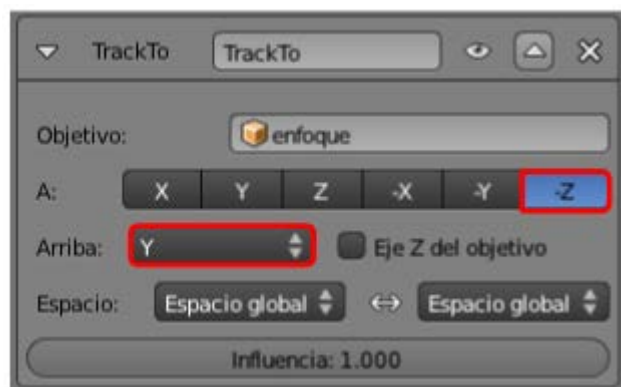 TrackTo TrackTo
Objetivo: enfoque
A: X Y Z -X -Y -Z
Arriba: Y Eje Z del objetivo
Espacio: Espacio global Espacio global
Influencia: 1.000